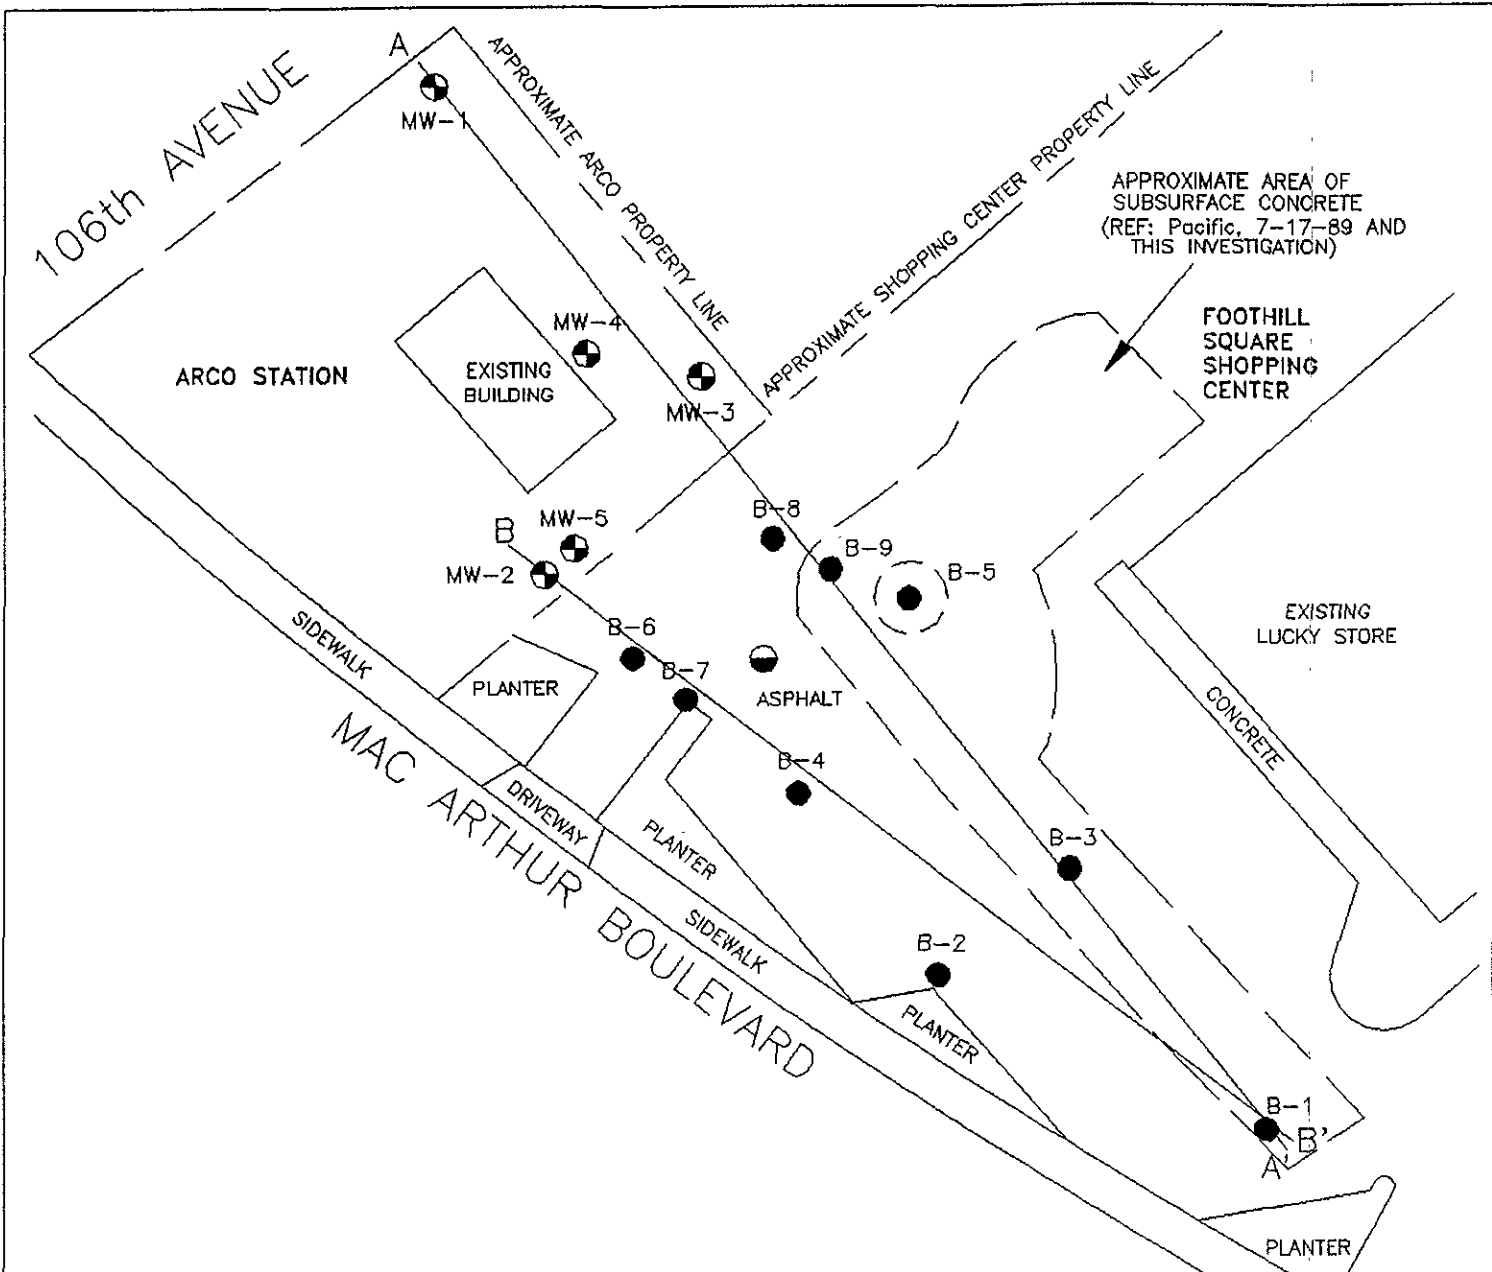 A
MW-1
106th AVENUE
APPROXIMATE ARCO PROPERTY LINE
APPROXIMATE SHOPPING CENTER PROPERTY LINE
APPROXIMATE AREA OF
SUBSURFACE CONCRETE
(REF: Pacific, 7-17-89 AND
THIS INVESTIGATION)
FOOTHILL
SQUARE
SHOPPING
CENTER
MW-4
ARCO STATION
EXISTING
BUILDING
MW-3
B
MW-5
MW-2
B-8
B-9
B-5
SIDEWALK
B-6
B-7
PLANTER
ASPHALT
EXISTING
LUCKY STORE
CONCRETE
MAC ARTHUR BOULEVARD
DRIVEWAY
B-4
PLANTER
B-3
SIDEWALK
B-2
PLANTER
B-1
B'
A'
PLANTER